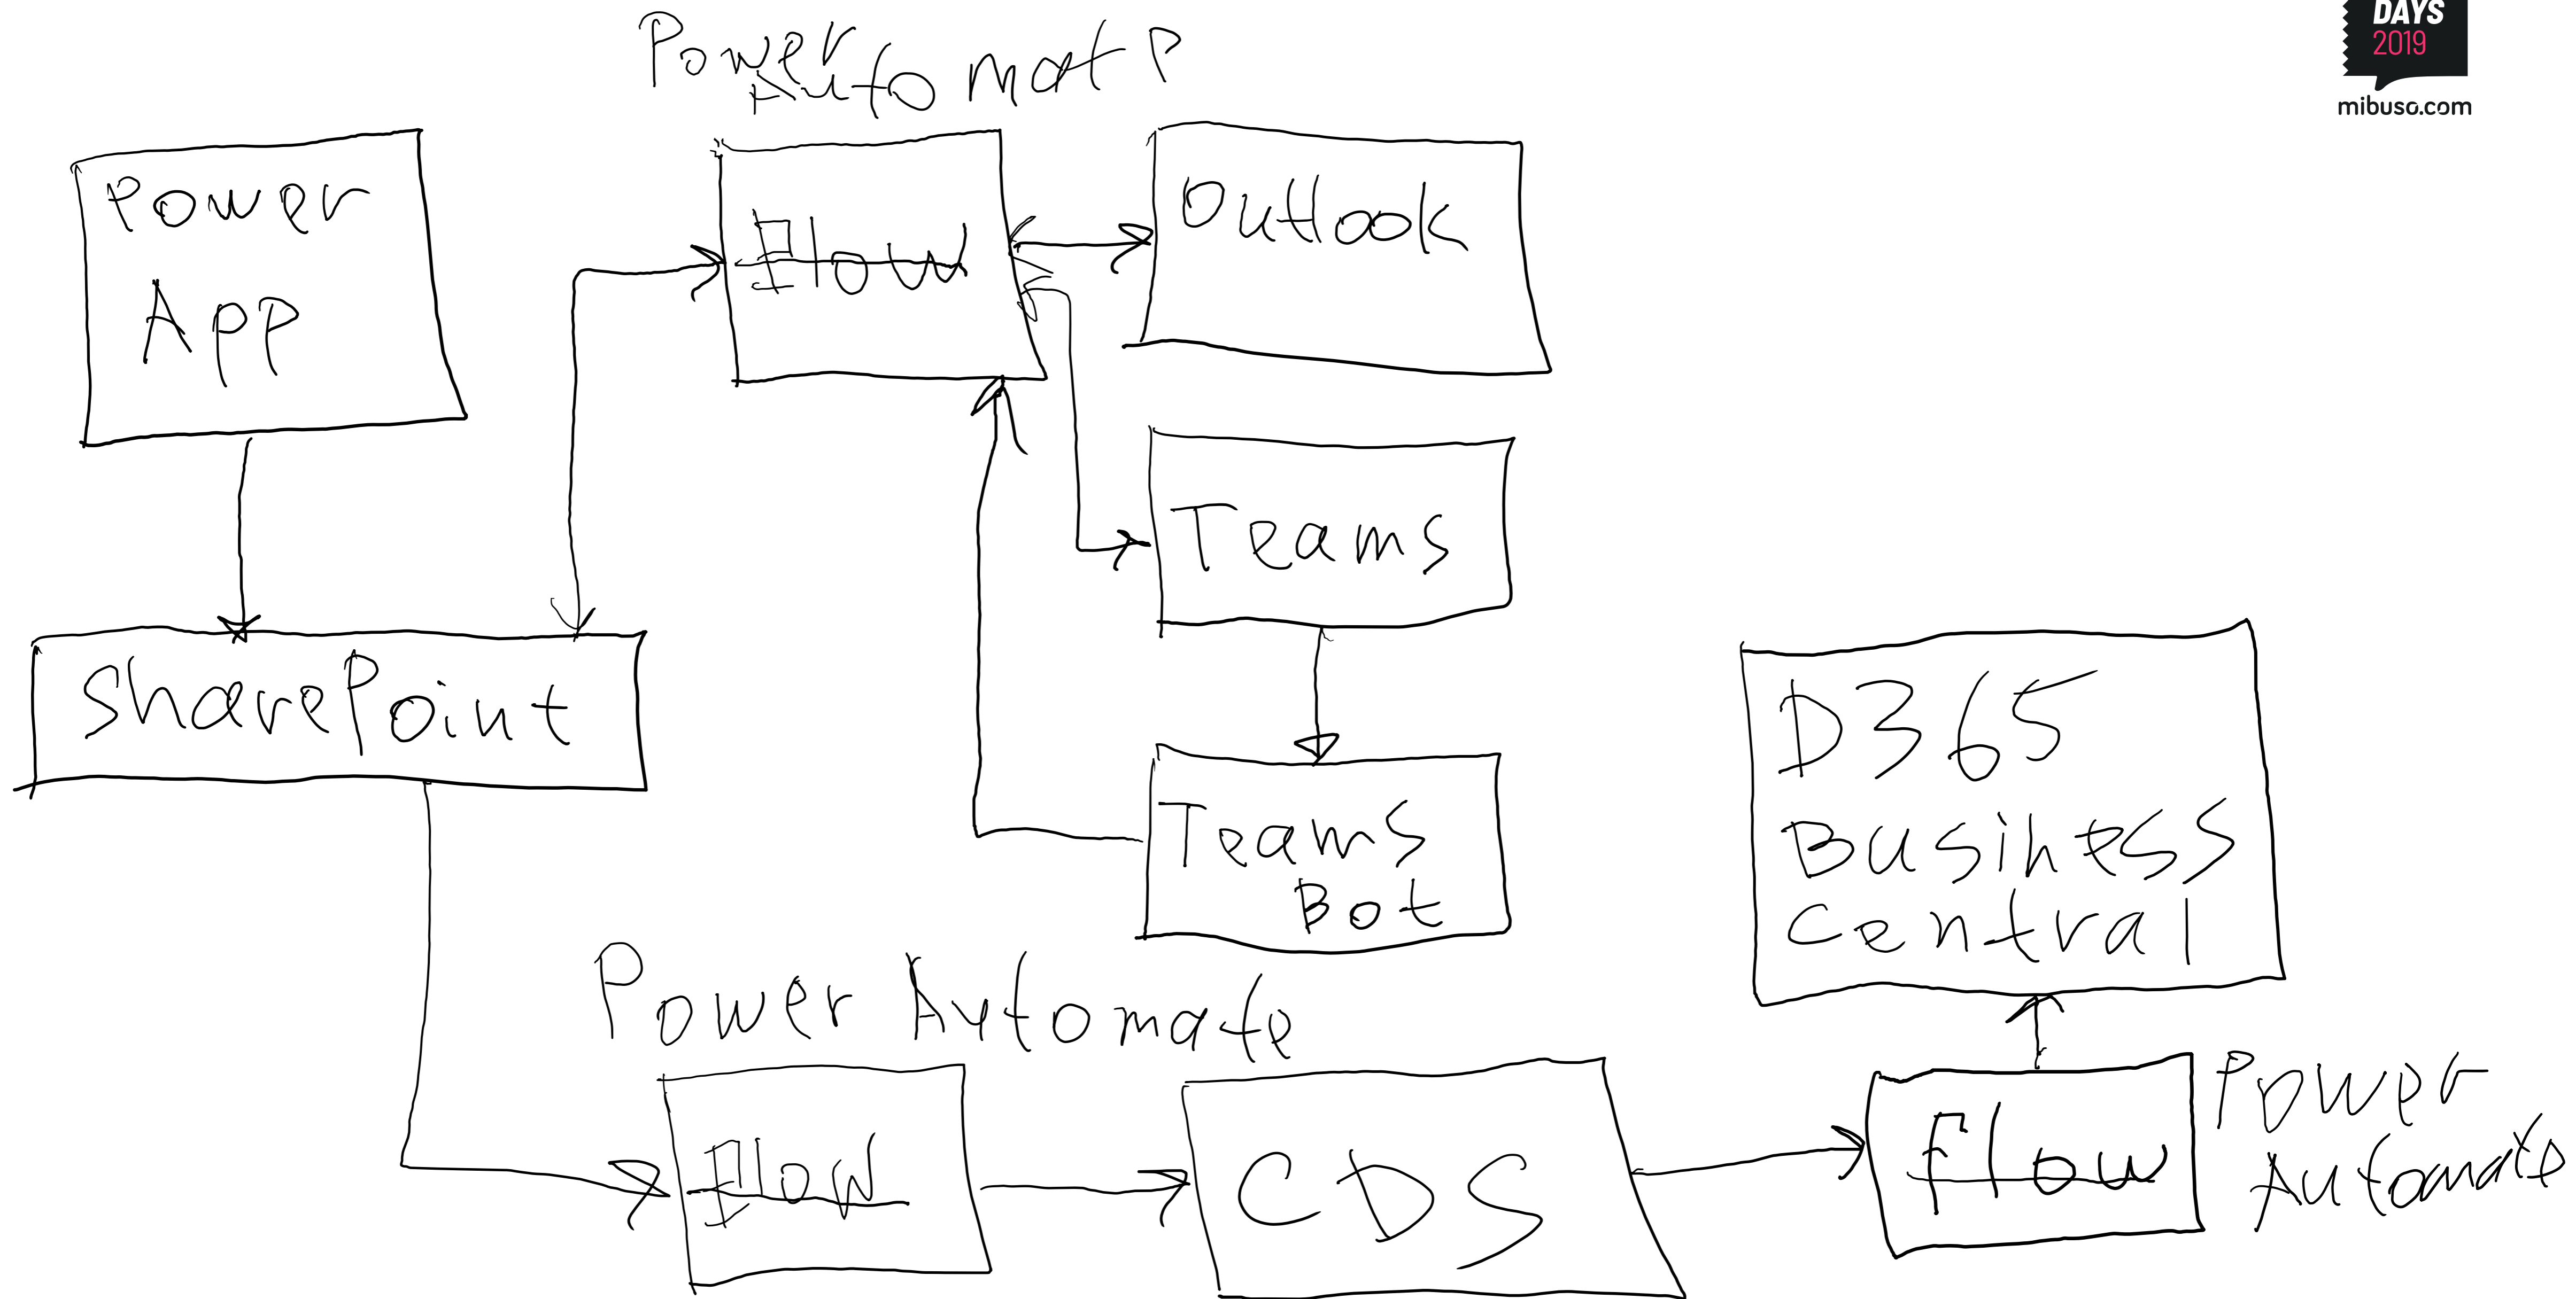 DAYS
2019
mibuso.com
Power
Automate
Power
App
Flow
Outlook
Teams
SharePoint
Teams
Bot
D365
Business
Central
Power Automate
Flow
CDS
Flow
Power
Automate